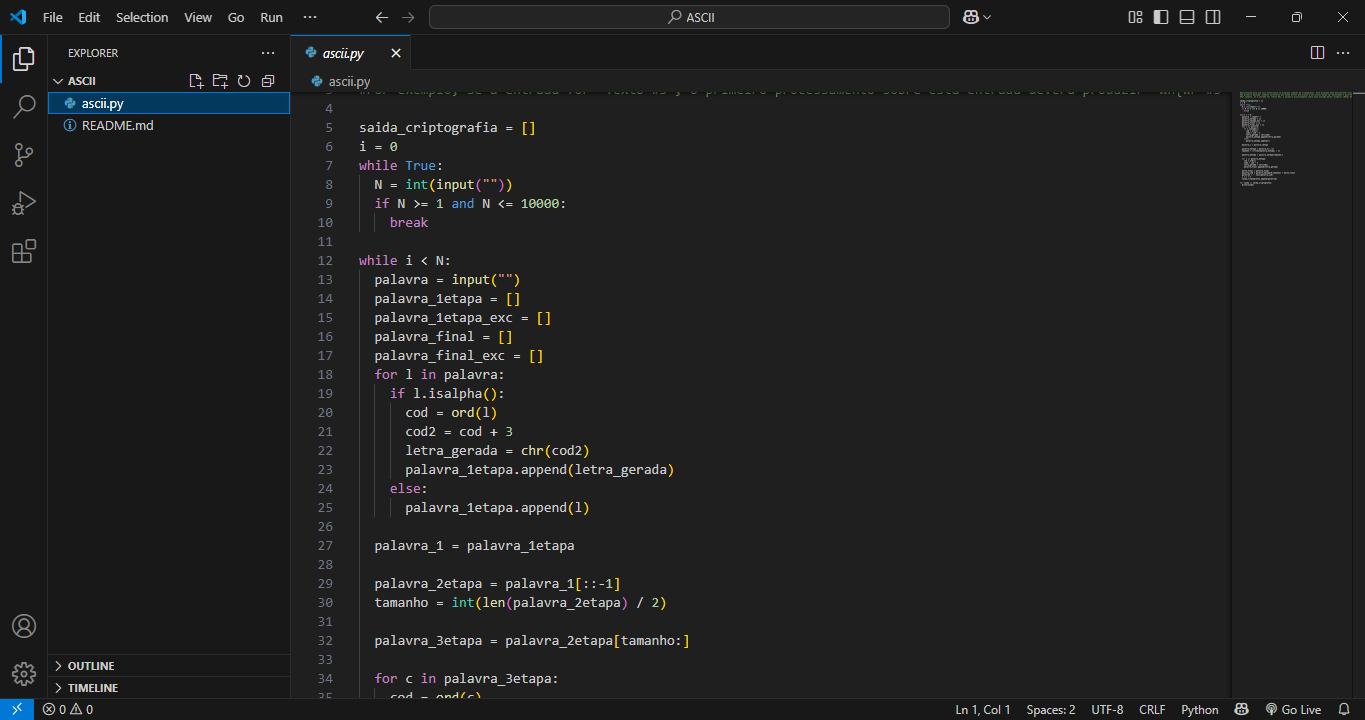 File Edit Selection View Go Run ··· ASCII
EXPLORER ···
ASCII
ascii.py
README.md
OUTLINE
TIMELINE
ascii.py
ascii.py
4
5 saida_criptografia = []
6 i = 0
7 while True:
8 N = int(input(""))
9 if N >= 1 and N <= 10000:
10 break
11
12 while i < N:
13 palavra = input("")
14 palavra_1etapa = []
15 palavra_1etapa_exc = []
16 palavra_final = []
17 palavra_final_exc = []
18 for l in palavra:
19 if l.isalpha():
20 cod = ord(l)
21 cod2 = cod + 3
22 letra_gerada = chr(cod2)
23 palavra_1etapa.append(letra_gerada)
24 else:
25 palavra_1etapa.append(l)
26
27 palavra_1 = palavra_1etapa
28
29 palavra_2etapa = palavra_1[::-1]
30 tamanho = int(len(palavra_2etapa) / 2)
31
32 palavra_3etapa = palavra_2etapa[tamanho:]
33
34 for c in palavra_3etapa:
35 cod = ord(c)
0 0 Ln 1, Col 1 Spaces: 2 UTF-8 CRLF Python Go Live